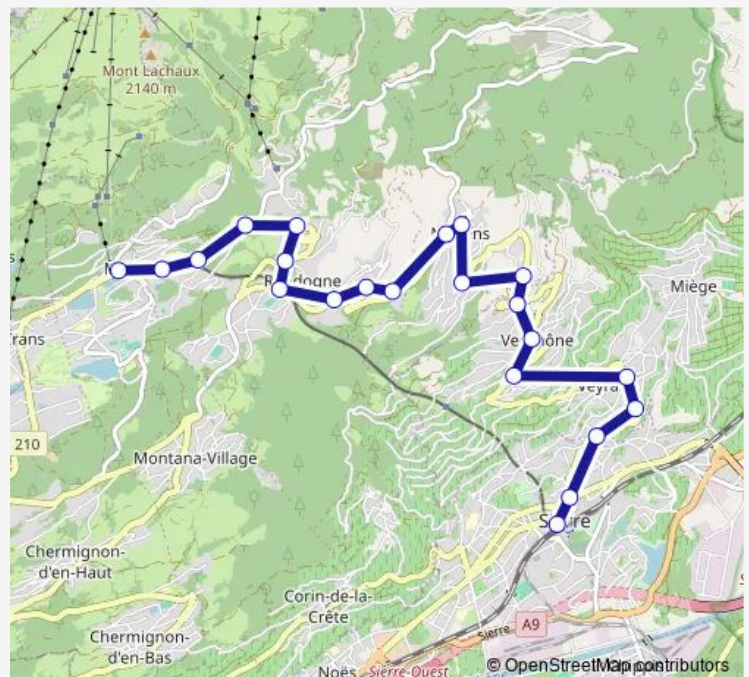 Mont Lachaux
2140 m
Miège
210
Montana-Village
Chermignon-
d'en-Haut
Corin-de-la-
Crête
Chermignon-
d'en-Bas
A9
Sierre
Noës
Sierre-Ouest
© OpenStreetMap contributors